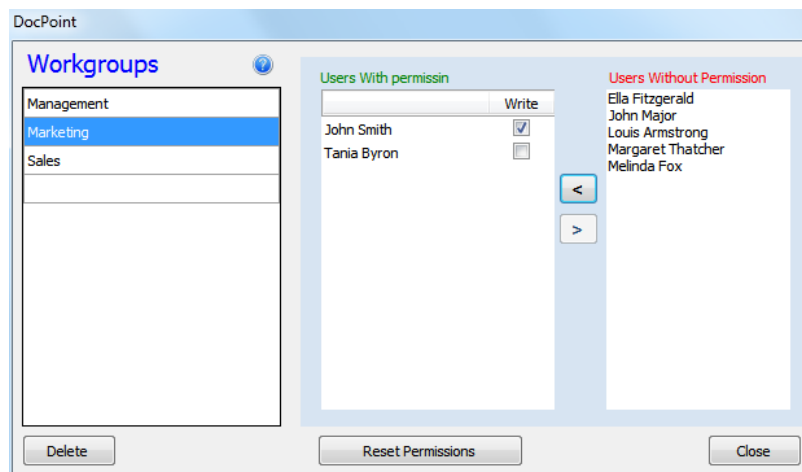 DocPoint
Workgroups
Management
Marketing
Sales
Users With permissin
Write
John Smith
Tania Byron
<
>
Users Without Permission
Ella Fitzgerald
John Major
Louis Armstrong
Margaret Thatcher
Melinda Fox
Delete
Reset Permissions
Close